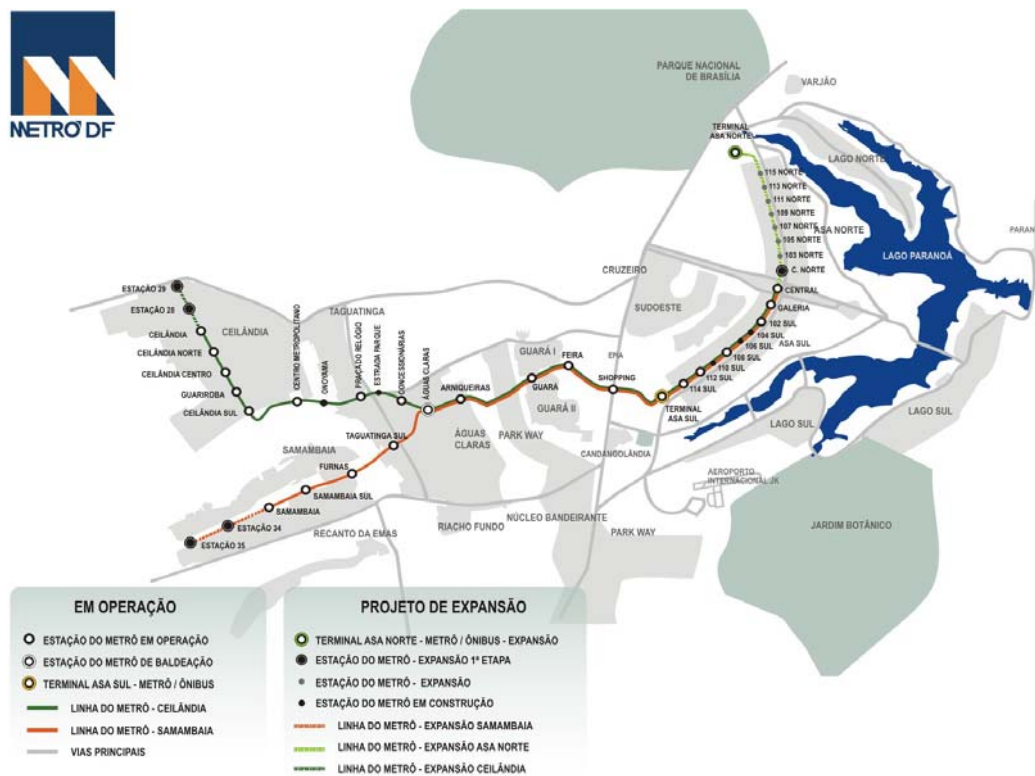 METRÔ DF
PARQUE NACIONAL
DE BRASÍLIA
VARJÃO
TERMINAL
ASA NORTE
LAGO NORTE
115 NORTE
113 NORTE
111 NORTE
109 NORTE
107 NORTE
105 NORTE
103 NORTE
ASA NORTE
C. NORTE
LAGO PARANOÁ
PARAN
CRUZEIRO
CENTRAL
GALERIA
SUDOESTE
102 SUL
104 SUL
106 SUL
ASA SUL
108 SUL
110 SUL
112 SUL
114 SUL
TERMINAL
ASA SUL
LAGO SUL
LAGO SUL
ESTAÇÃO 29
ESTAÇÃO 28
CEILÂNDIA
CEILÂNDIA
CEILÂNDIA NORTE
CEILÂNDIA CENTRO
GUARIROBA
CEILÂNDIA SUL
TAGUATINGA
CENTRO METROPOLITANO
ONOYAMA
PRAÇA DO RELÓGIO
ESTRADA PARQUE
CONCESSIONÁRIAS
ÁGUAS CLARAS
ARNIQUEIRAS
GUARÁ I
FEIRA
EPIA
GUARÁ
SHOPPING
GUARÁ II
TAGUATINGA SUL
ÁGUAS
CLARAS
PARK WAY
CANDANGOLÂNDIA
SAMAMBAIA
FURNAS
SAMAMBAIA SUL
SAMAMBAIA
ESTAÇÃO 34
ESTAÇÃO 35
RECANTO DA EMAS
RIACHO FUNDO
NÚCLEO BANDEIRANTE
PARK WAY
AEROPORTO
INTERNACIONAL JK
JARDIM BOTÂNICO
EM OPERAÇÃO
ESTAÇÃO DO METRÔ EM OPERAÇÃO
ESTAÇÃO DO METRÔ DE BALDEAÇÃO
TERMINAL ASA SUL - METRÔ / ÔNIBUS
LINHA DO METRÔ - CEILÂNDIA
LINHA DO METRÔ - SAMAMBAIA
VIAS PRINCIPAIS
PROJETO DE EXPANSÃO
TERMINAL ASA NORTE - METRÔ / ÔNIBUS - EXPANSÃO
ESTAÇÃO DO METRÔ - EXPANSÃO 1ª ETAPA
ESTAÇÃO DO METRÔ - EXPANSÃO
ESTAÇÃO DO METRÔ EM CONSTRUÇÃO
LINHA DO METRÔ - EXPANSÃO SAMAMBAIA
LINHA DO METRÔ - EXPANSÃO ASA NORTE
LINHA DO METRÔ - EXPANSÃO CEILÂNDIA